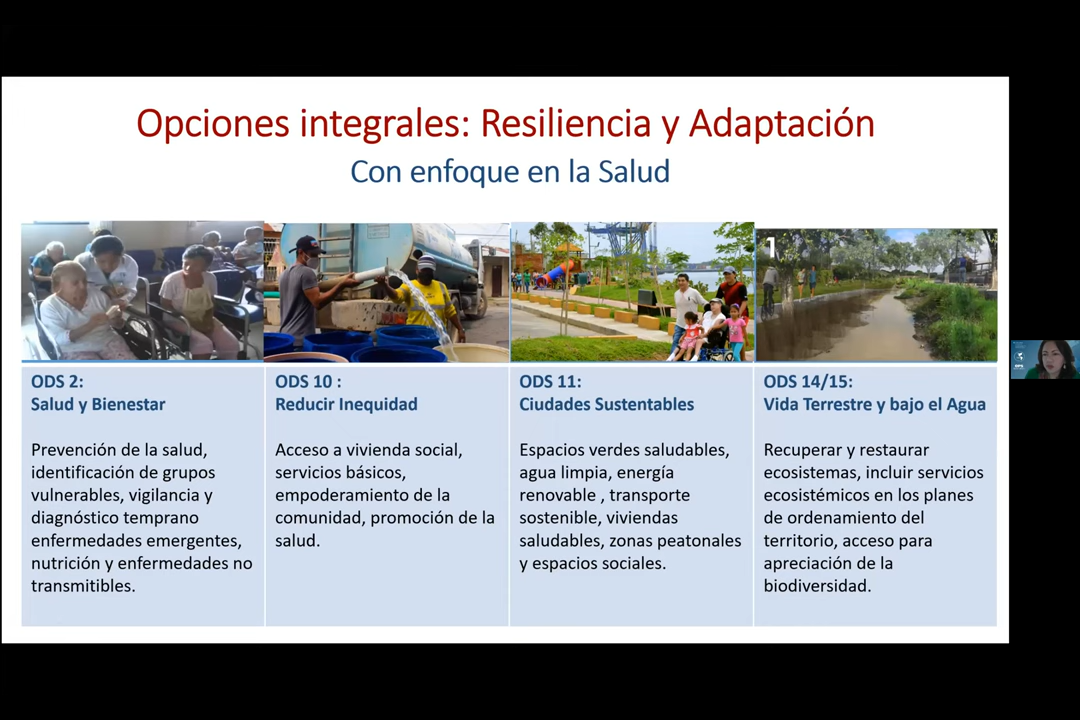 Opciones integrales: Resiliencia y Adaptación
Con enfoque en la Salud
1
ODS 2:
Salud y Bienestar
Prevención de la salud,
identificación de grupos
vulnerables, vigilancia y
diagnóstico temprano
enfermedades emergentes,
nutrición y enfermedades no
transmitibles.
ODS 10 :
Reducir Inequidad
Acceso a vivienda social,
servicios básicos,
empoderamiento de la
comunidad, promoción de la
salud.
ODS 11:
Ciudades Sustentables
Espacios verdes saludables,
agua limpia, energía
renovable , transporte
sostenible, viviendas
saludables, zonas peatonales
y espacios sociales.
ODS 14/15:
Vida Terrestre y bajo el Agua
Recuperar y restaurar
ecosistemas, incluir servicios
ecosistémicos en los planes
de ordenamiento del
territorio, acceso para
apreciación de la
biodiversidad.
OPS